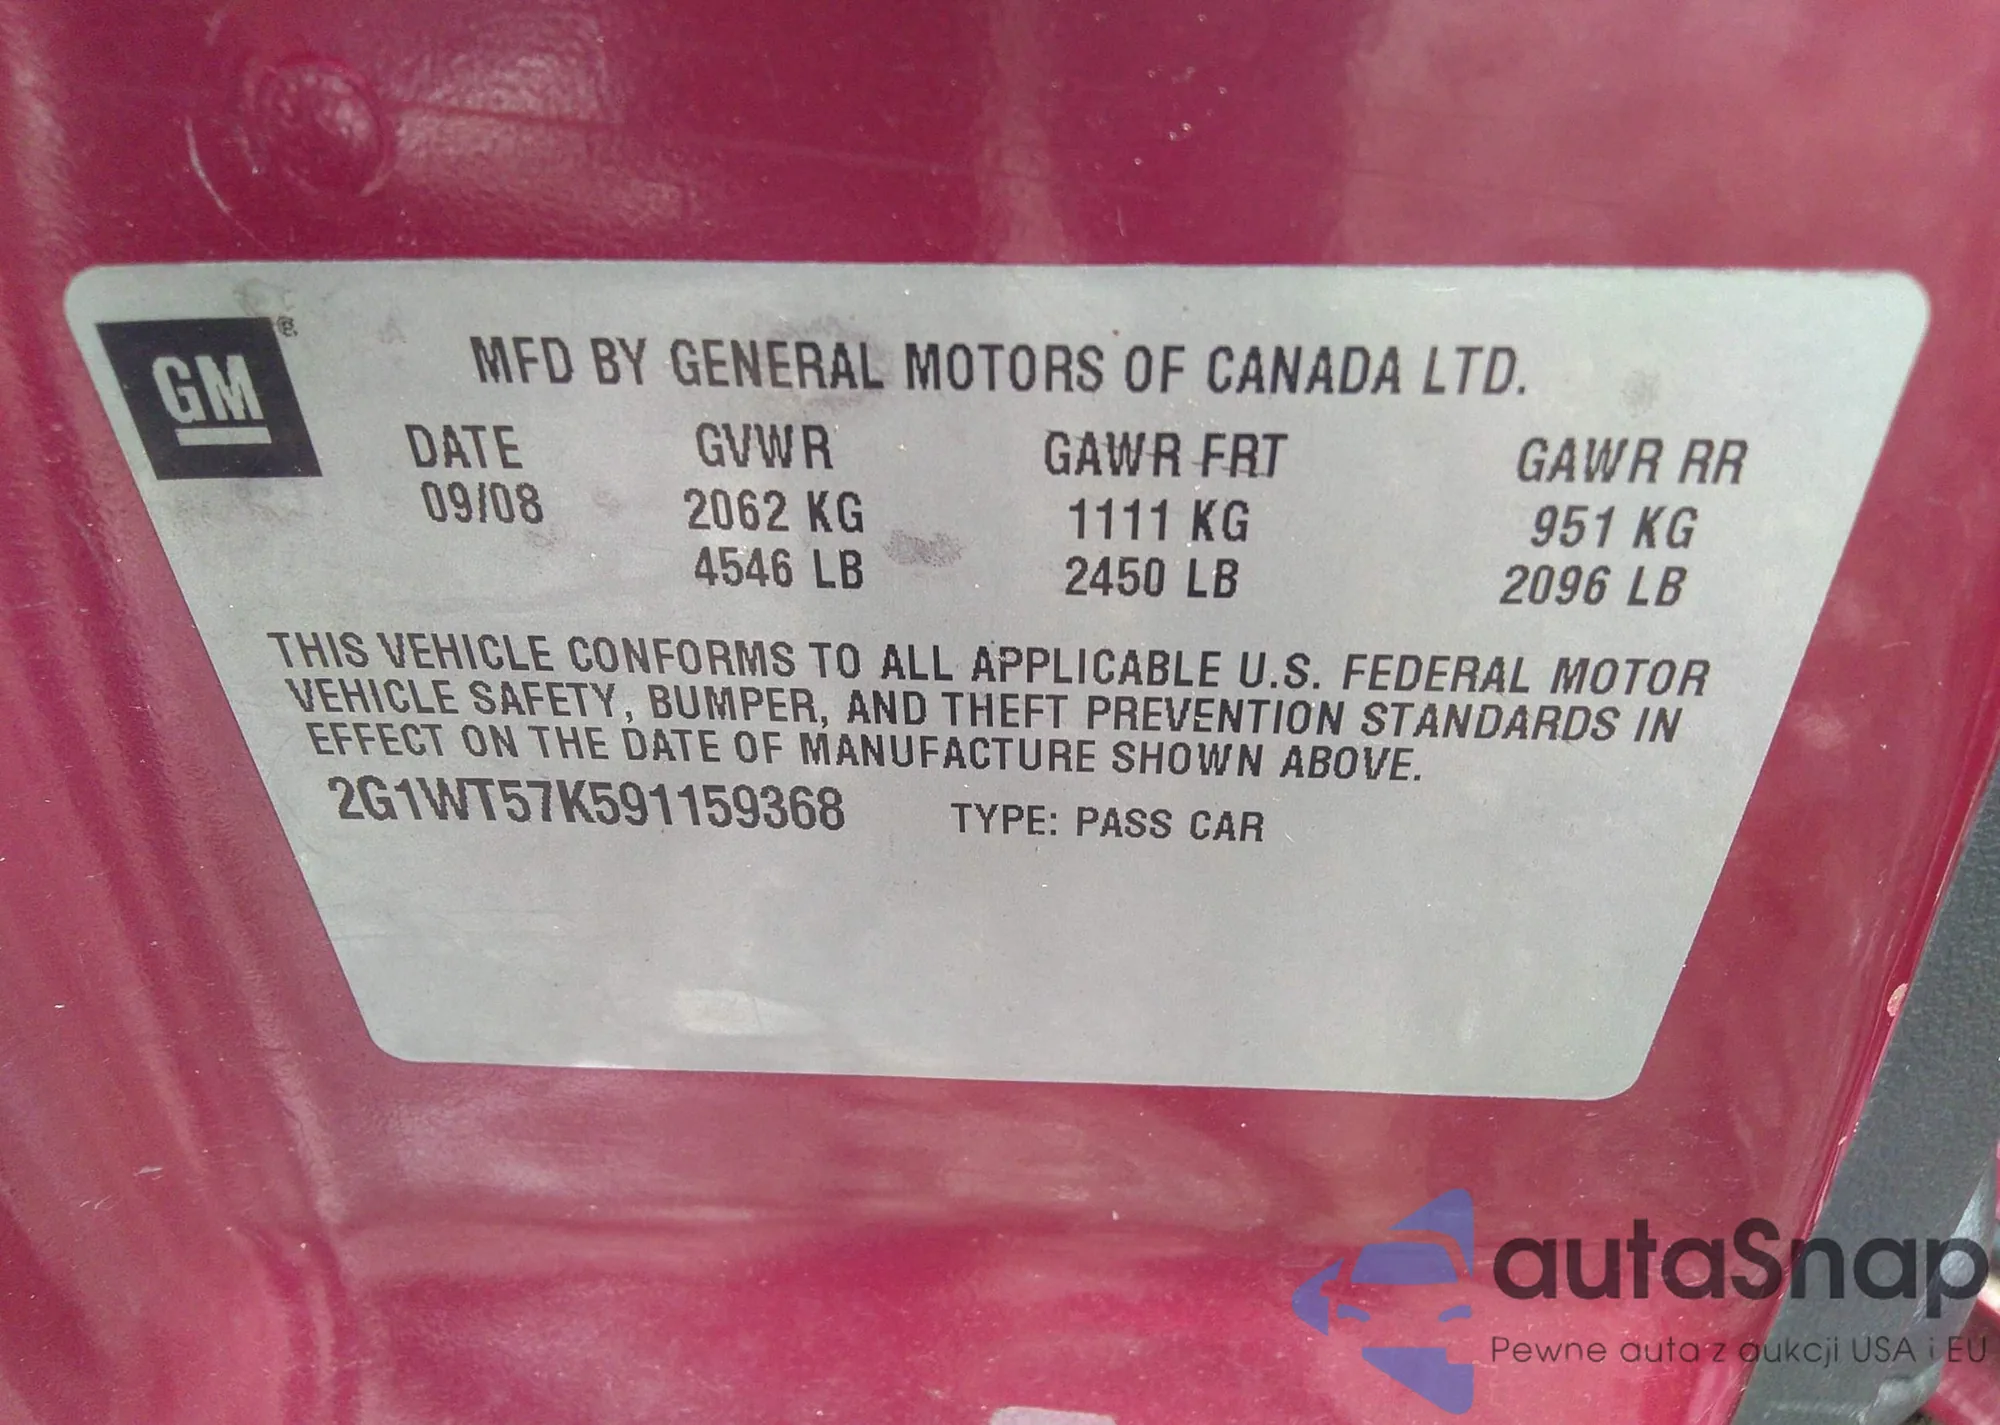 GM ®
MFD BY GENERAL MOTORS OF CANADA LTD.
DATE GVWR GAWR FRT GAWR RR
09/08 2062 KG 1111 KG 951 KG
4546 LB 2450 LB 2096 LB
THIS VEHICLE CONFORMS TO ALL APPLICABLE U.S. FEDERAL MOTOR
VEHICLE SAFETY, BUMPER, AND THEFT PREVENTION STANDARDS IN
EFFECT ON THE DATE OF MANUFACTURE SHOWN ABOVE.
2G1WT57K591159368 TYPE: PASS CAR
autaSnap
Pewne auta z aukcji USA i EU